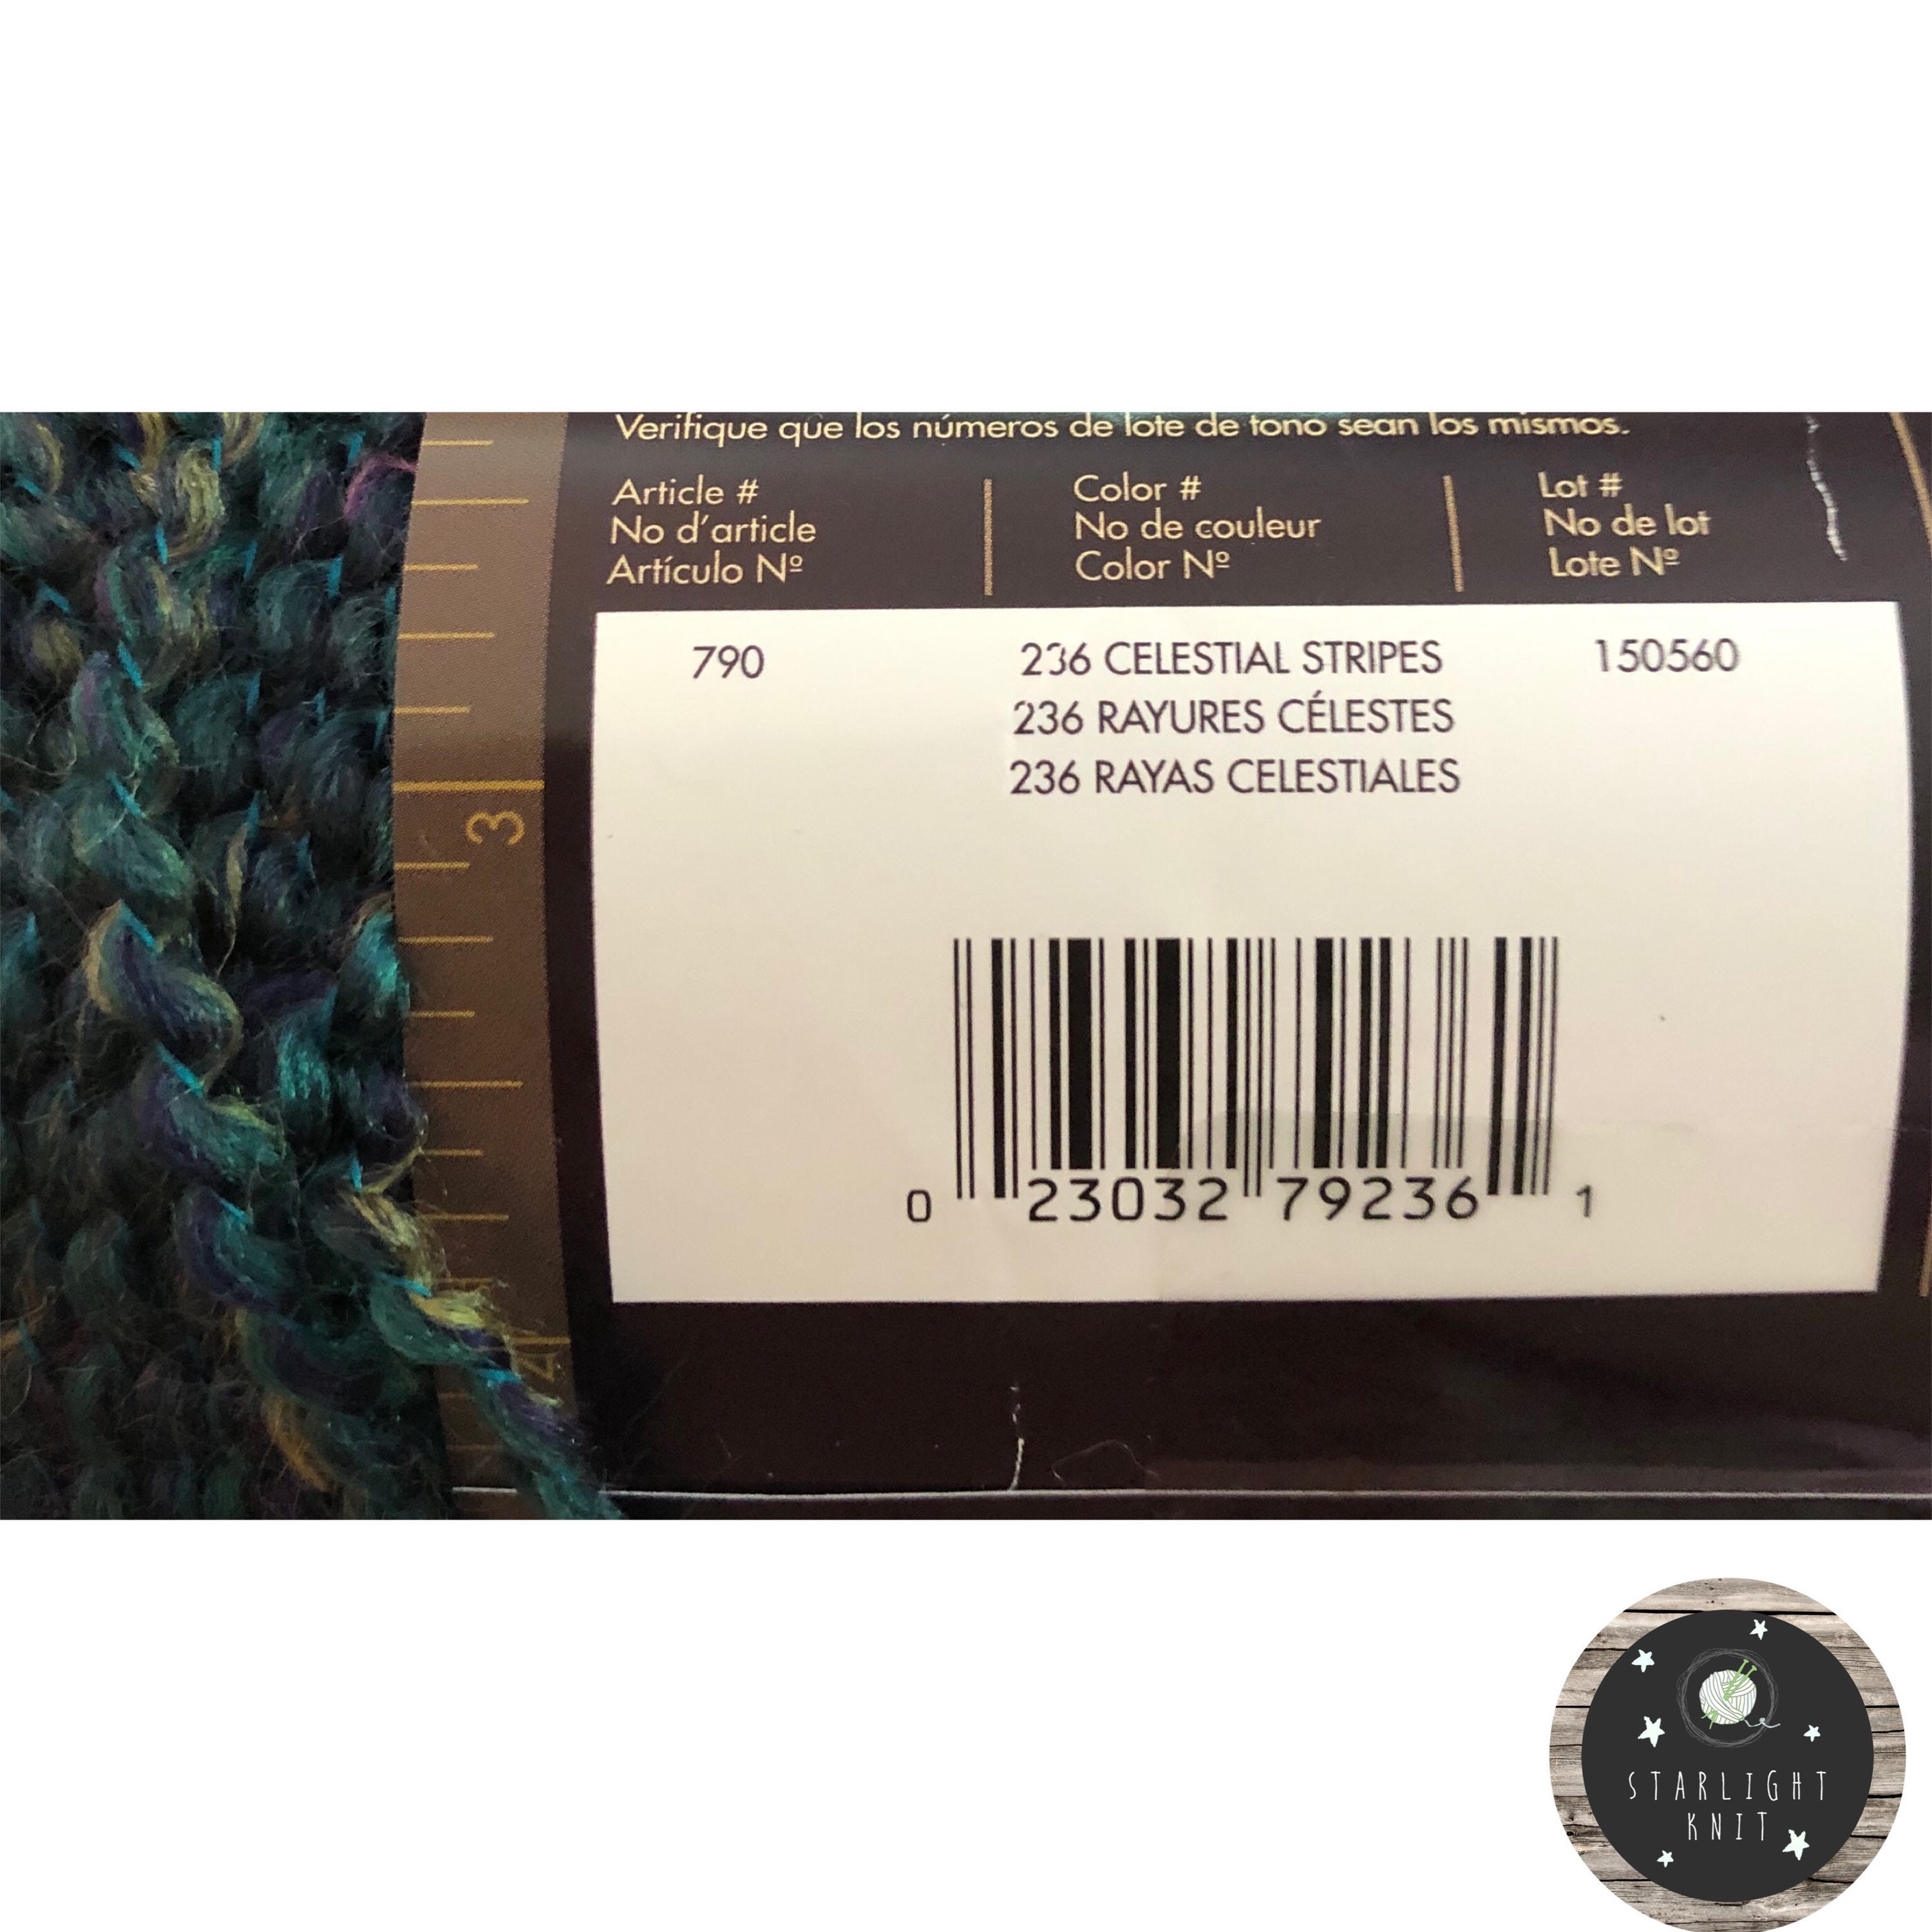 Verifique que los números de lote de tono sean los mismos.
Article #
No d'article
Artículo Nº
Color #
No de couleur
Color Nº
Lot #
No de lot
Lote Nº
790
236 CELESTIAL STRIPES
236 RAYURES CÉLESTES
236 RAYAS CELESTIALES
150560
3
0 23032 79236 1
4
STARLIGHT
KNIT